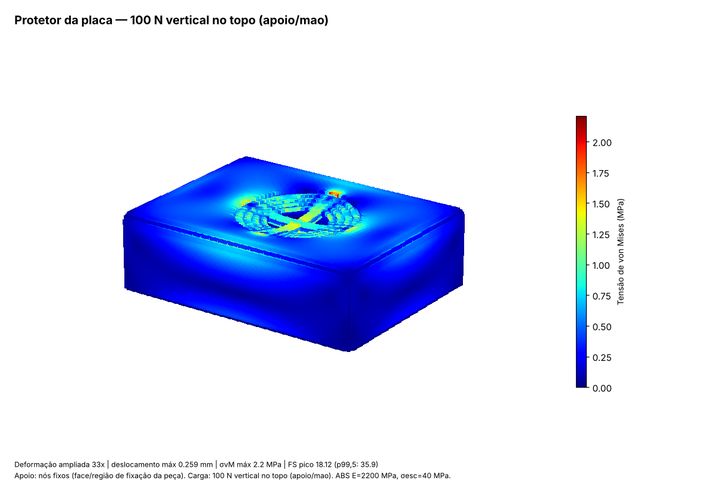 Protetor da placa — 100 N vertical no topo (apoio/mao)
2.00
1.75
1.50
1.25
1.00
0.75
0.50
0.25
0.00
Tensão de von Mises (MPa)
Deformação ampliada 33x | deslocamento máx 0.259 mm | σvM máx 2.2 MPa | FS pico 18.12 (p99,5: 35.9)
Apoio: nós fixos (face/região de fixação da peça). Carga: 100 N vertical no topo (apoio/mao). ABS E=2200 MPa, σesc=40 MPa.